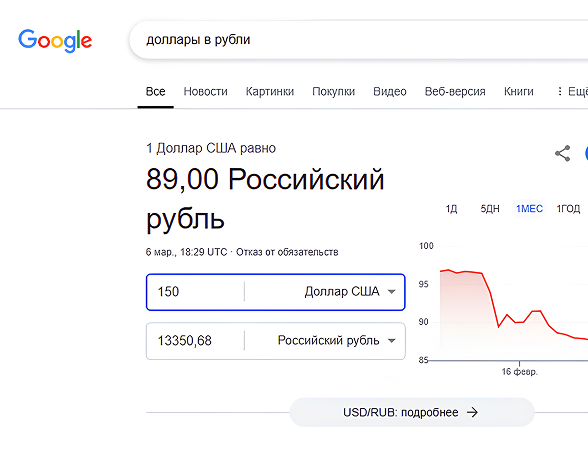 Google
доллары в рубли
Все Новости Картинки Покупки Видео Веб-версия Книги Ещё
1 Доллар США равно
89,00 Российский
рубль
6 мар., 18:29 UTC · Отказ от обязательств
150 Доллар США
13350,68 Российский рубль
1Д 5ДН 1МЕС 1ГОД
100
95
90
85
16 февр.
USD/RUB: подробнее →